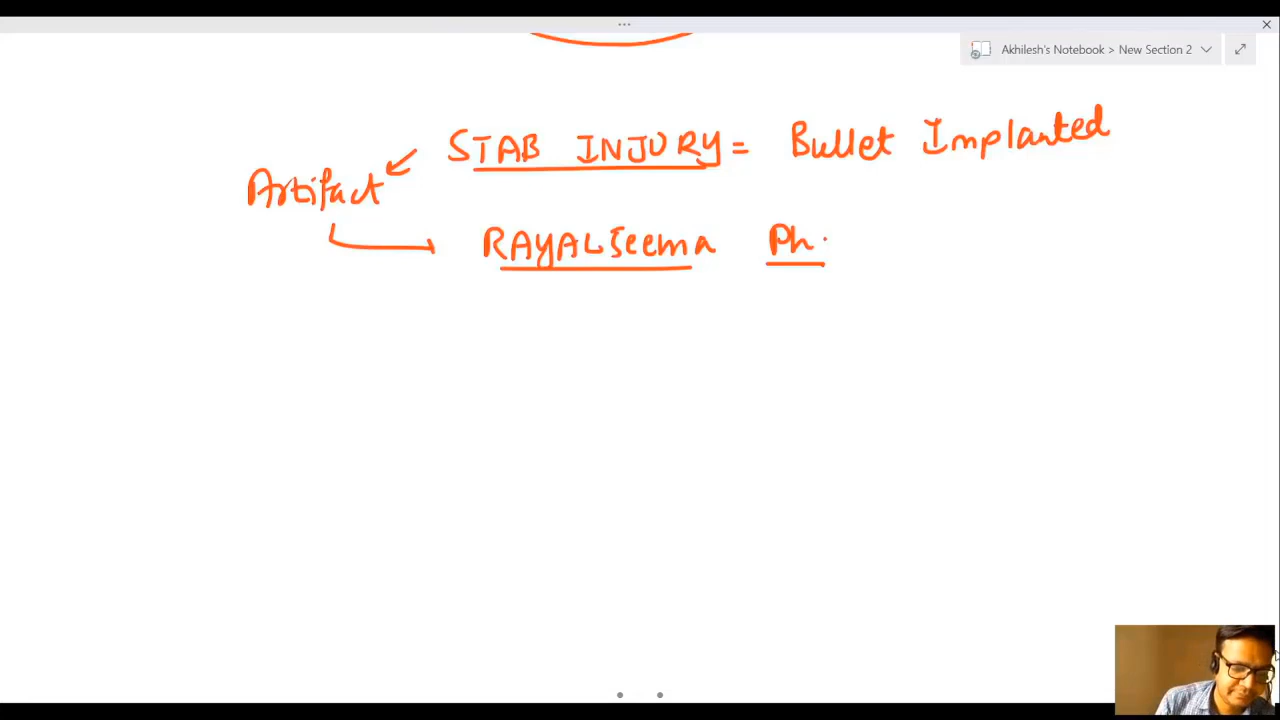 Akhilesh's Notebook > New Section 2
STAB INJURY = Bullet Implanted
Artifact
RAYALSeema Ph.